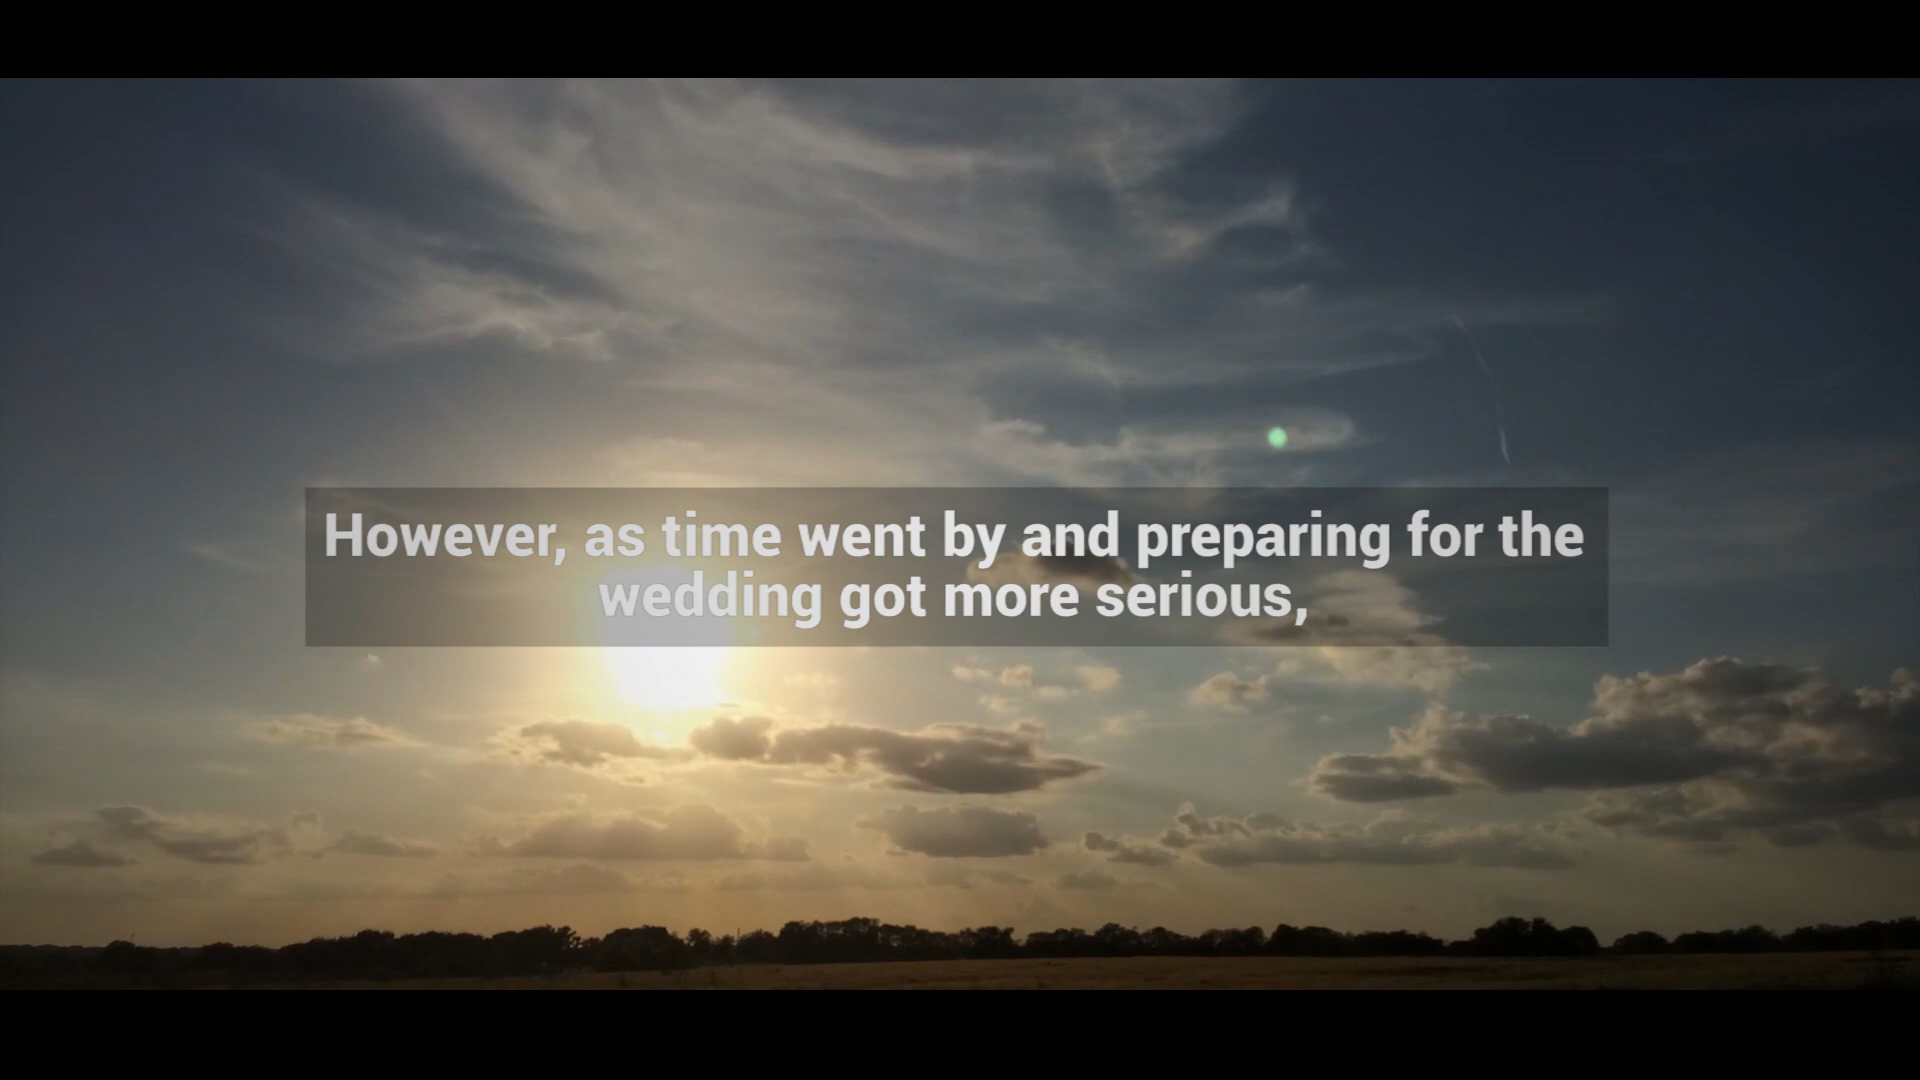 However, as time went by and preparing for the
wedding got more serious,